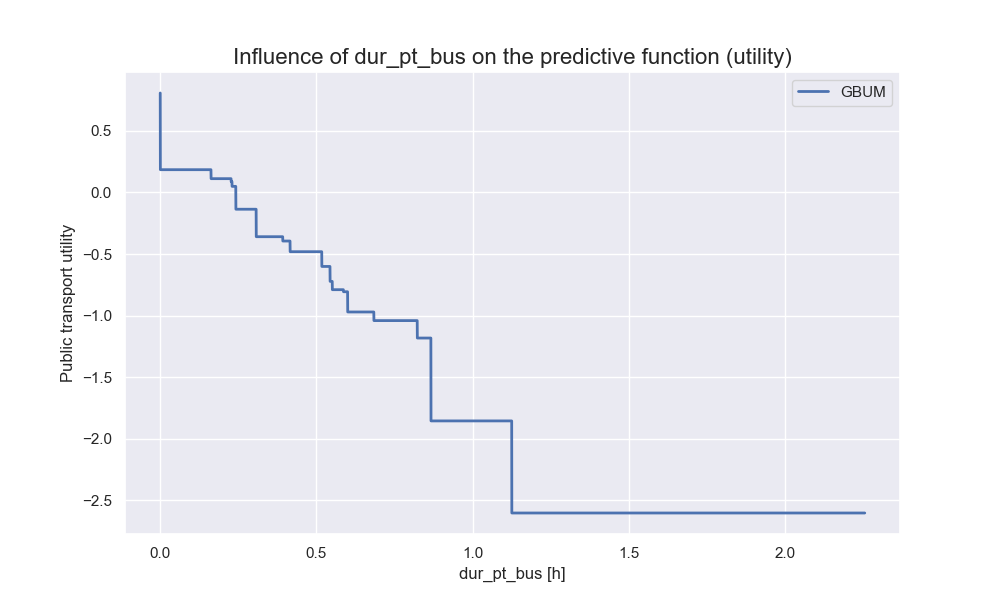 Influence of dur_pt_bus on the predictive function (utility)
GBUM
Public transport utility
0.5
0.0
−0.5
−1.0
−1.5
−2.0
−2.5
0.0 0.5 1.0 1.5 2.0
dur_pt_bus [h]